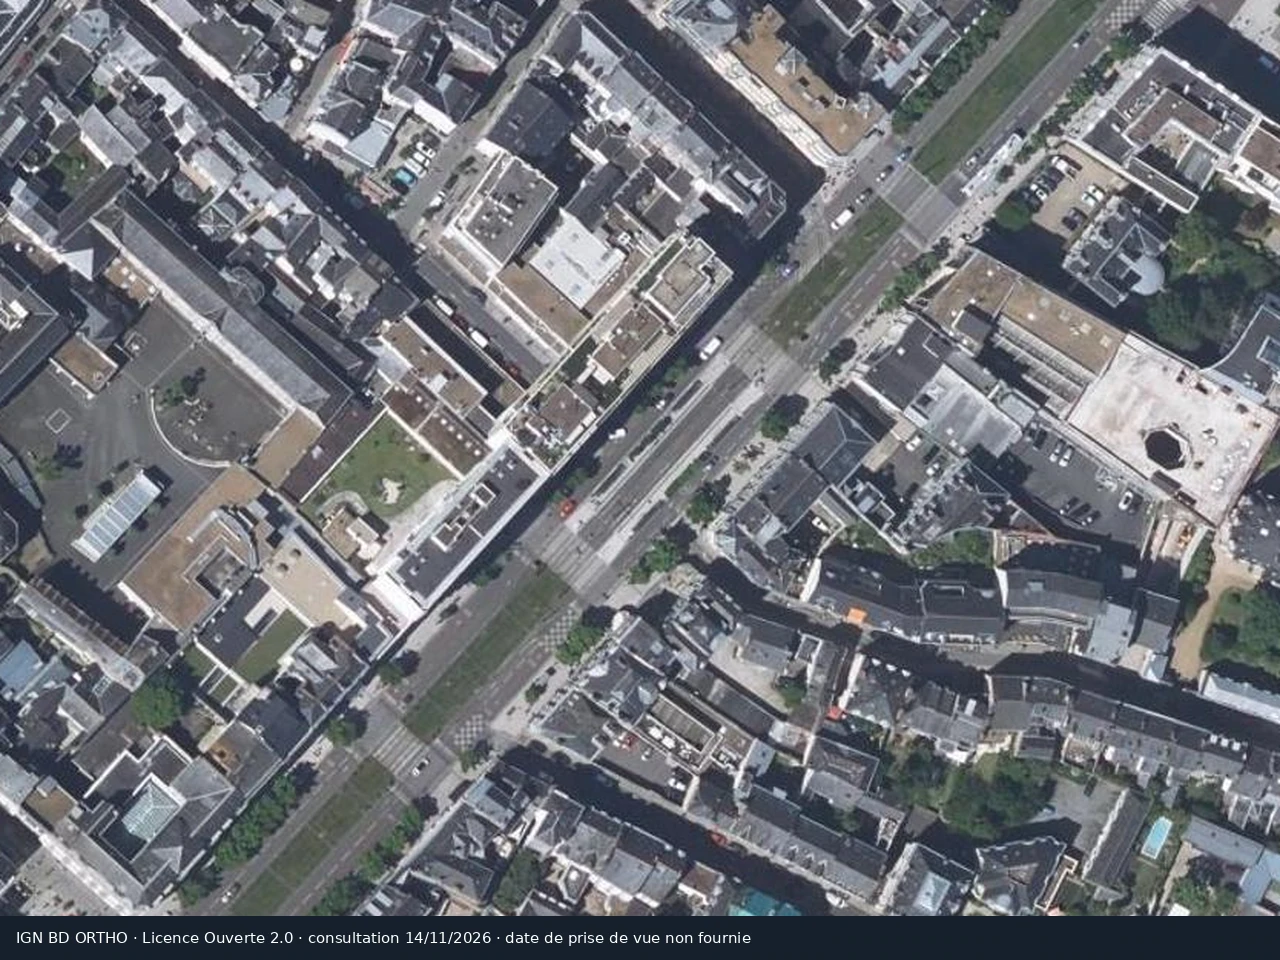 IGN BD ORTHO · Licence Ouverte 2.0 · consultation 14/11/2026 · date de prise de vue non fournie